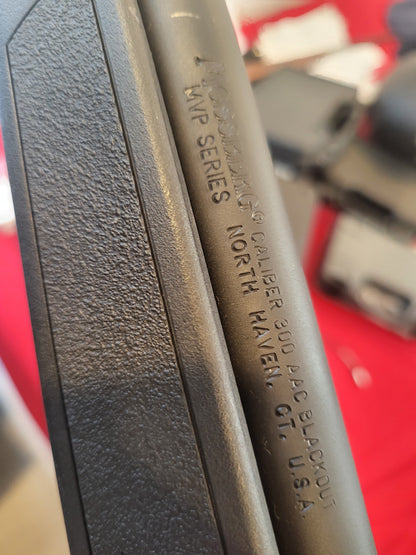 Mossberg® CALIBER 300 AAC BLACKOUT
MVP SERIES NORTH HAVEN, CT, U.S.A.